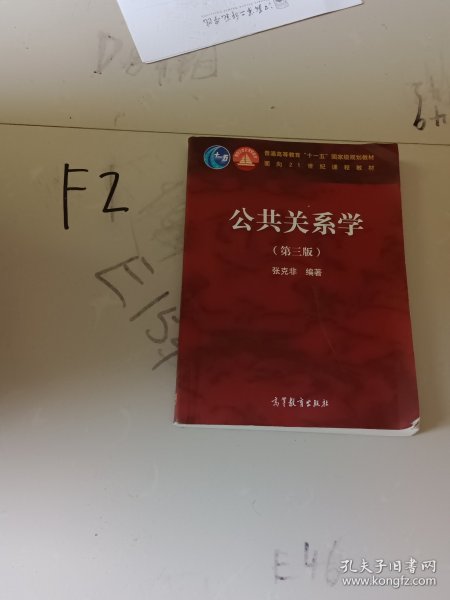 F2
E15
E46
普通高等教育“十一五”国家级规划教材
面向21世纪课程教材
公共关系学
（第三版）
张克非 编著
高等教育出版社
孔夫子旧书网
www.kongfz.com